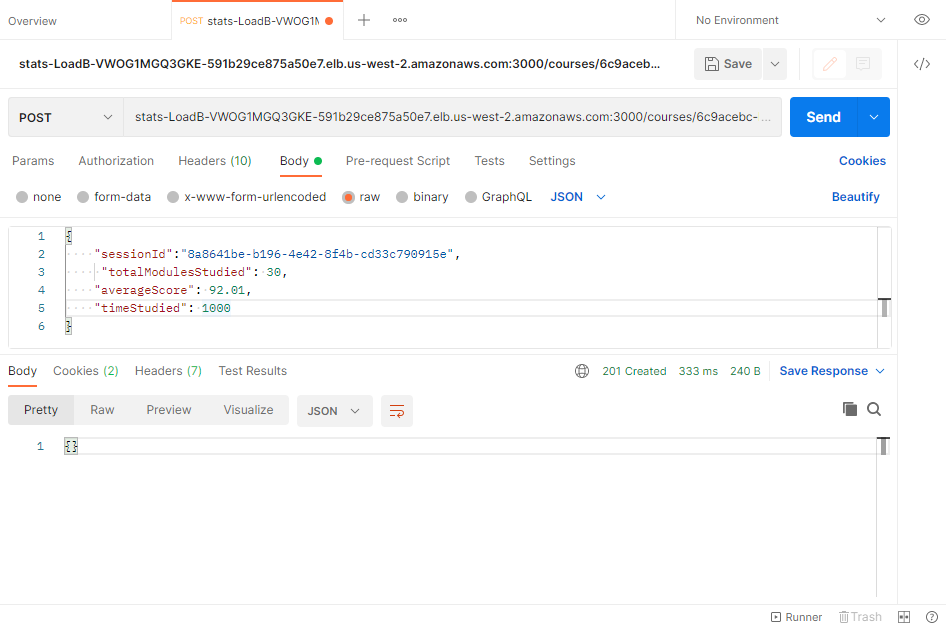 Overview
POST stats-LoadB-VWOG1M
No Environment
stats-LoadB-VWOG1MGQ3GKE-591b29ce875a50e7.elb.us-west-2.amazonaws.com:3000/courses/6c9aceb...
Save
POST
stats-LoadB-VWOG1MGQ3GKE-591b29ce875a50e7.elb.us-west-2.amazonaws.com:3000/courses/6c9acebc- ...
Send
Params Authorization Headers (10) Body Pre-request Script Tests Settings Cookies
none form-data x-www-form-urlencoded raw binary GraphQL JSON Beautify
1 {
2 "sessionId":"8a8641be-b196-4e42-8f4b-cd33c790915e",
3 "totalModulesStudied": 30,
4 "averageScore": 92.01,
5 "timeStudied": 1000
6 }
Body Cookies (2) Headers (7) Test Results 201 Created 333 ms 240 B Save Response
Pretty Raw Preview Visualize JSON
1 {}
Runner Trash